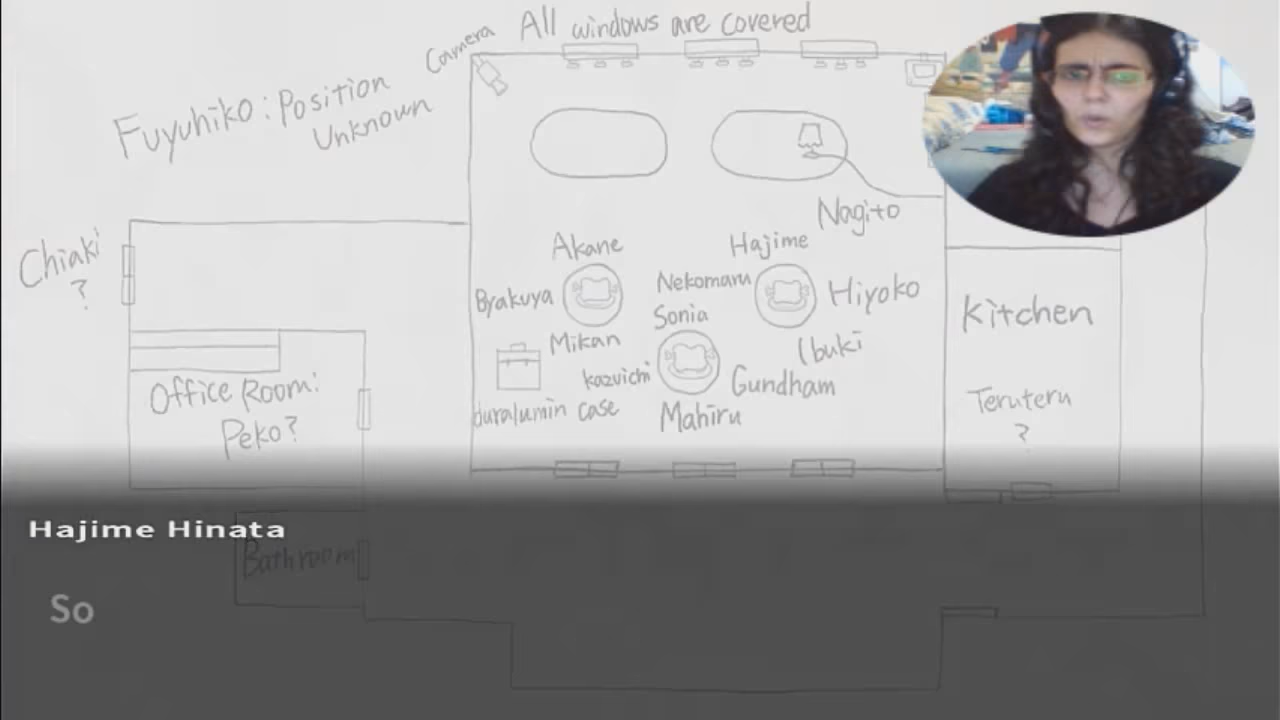 All windows are covered
Camera
Fuyuhiko : Position
Unknown
Nagito
Chiaki
?
Akane
Hajime
Byakuya
Nekomaru
Hiyoko
Sonia
Kitchen
Mikan
Ibuki
kazuichi
Gundham
Office Room:
Peko?
duralumin case
Mahiru
Teruteru
?
Hajime Hinata
Bathroom
So